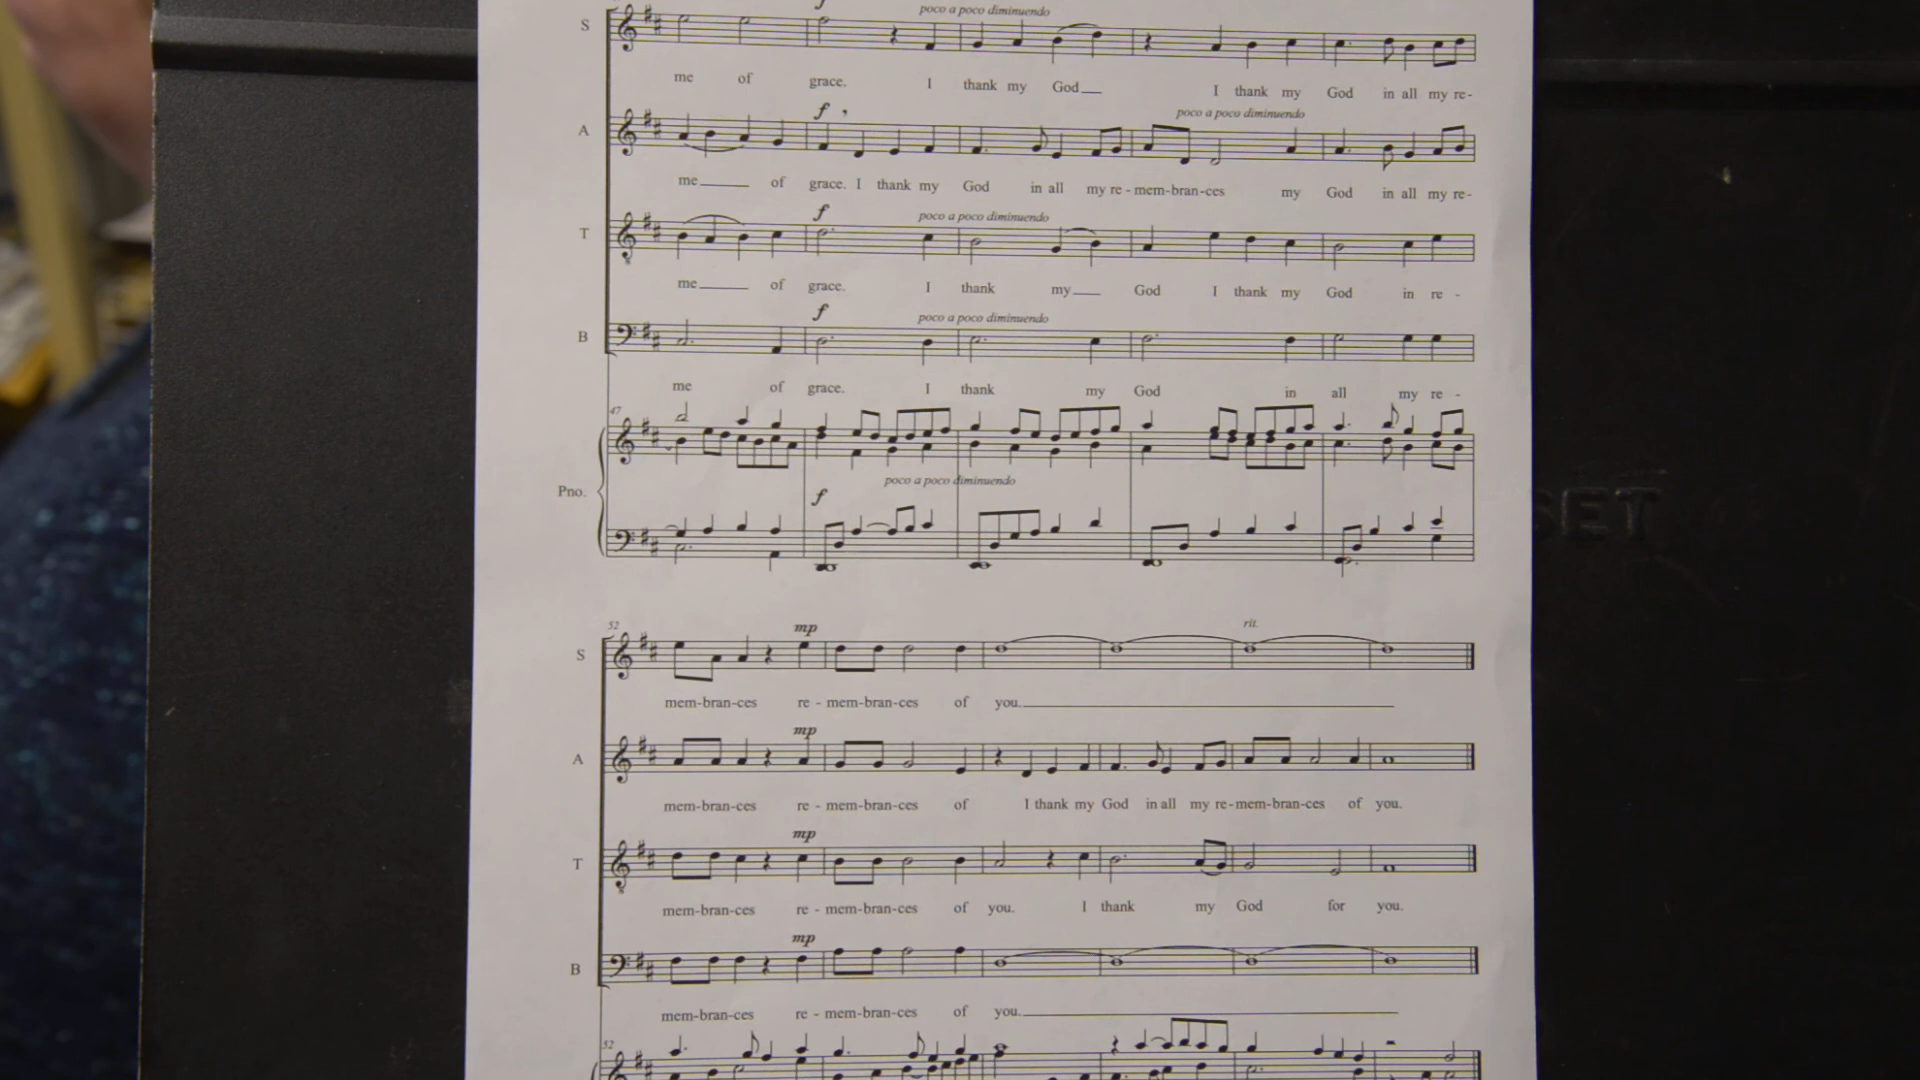 f poco a poco diminuendo
S
me of grace. I thank my God I thank my God in all my re-
f , poco a poco diminuendo
A
me of grace. I thank my God in all my re - mem-bran-ces my God in all my re-
f poco a poco diminuendo
T
me of grace. I thank my God I thank my God in re -
f poco a poco diminuendo
B
me of grace. I thank my God in all my re -
47
Pno.
f poco a poco diminuendo
52 mp rit.
S
mem-bran-ces re - mem-bran-ces of you.
mp
A
mem-bran-ces re - mem-bran-ces of I thank my God in all my re-mem-bran-ces of you.
mp
T
mem-bran-ces re - mem-bran-ces of you. I thank my God for you.
mp
B
mem-bran-ces re - mem-bran-ces of you.
52
SET